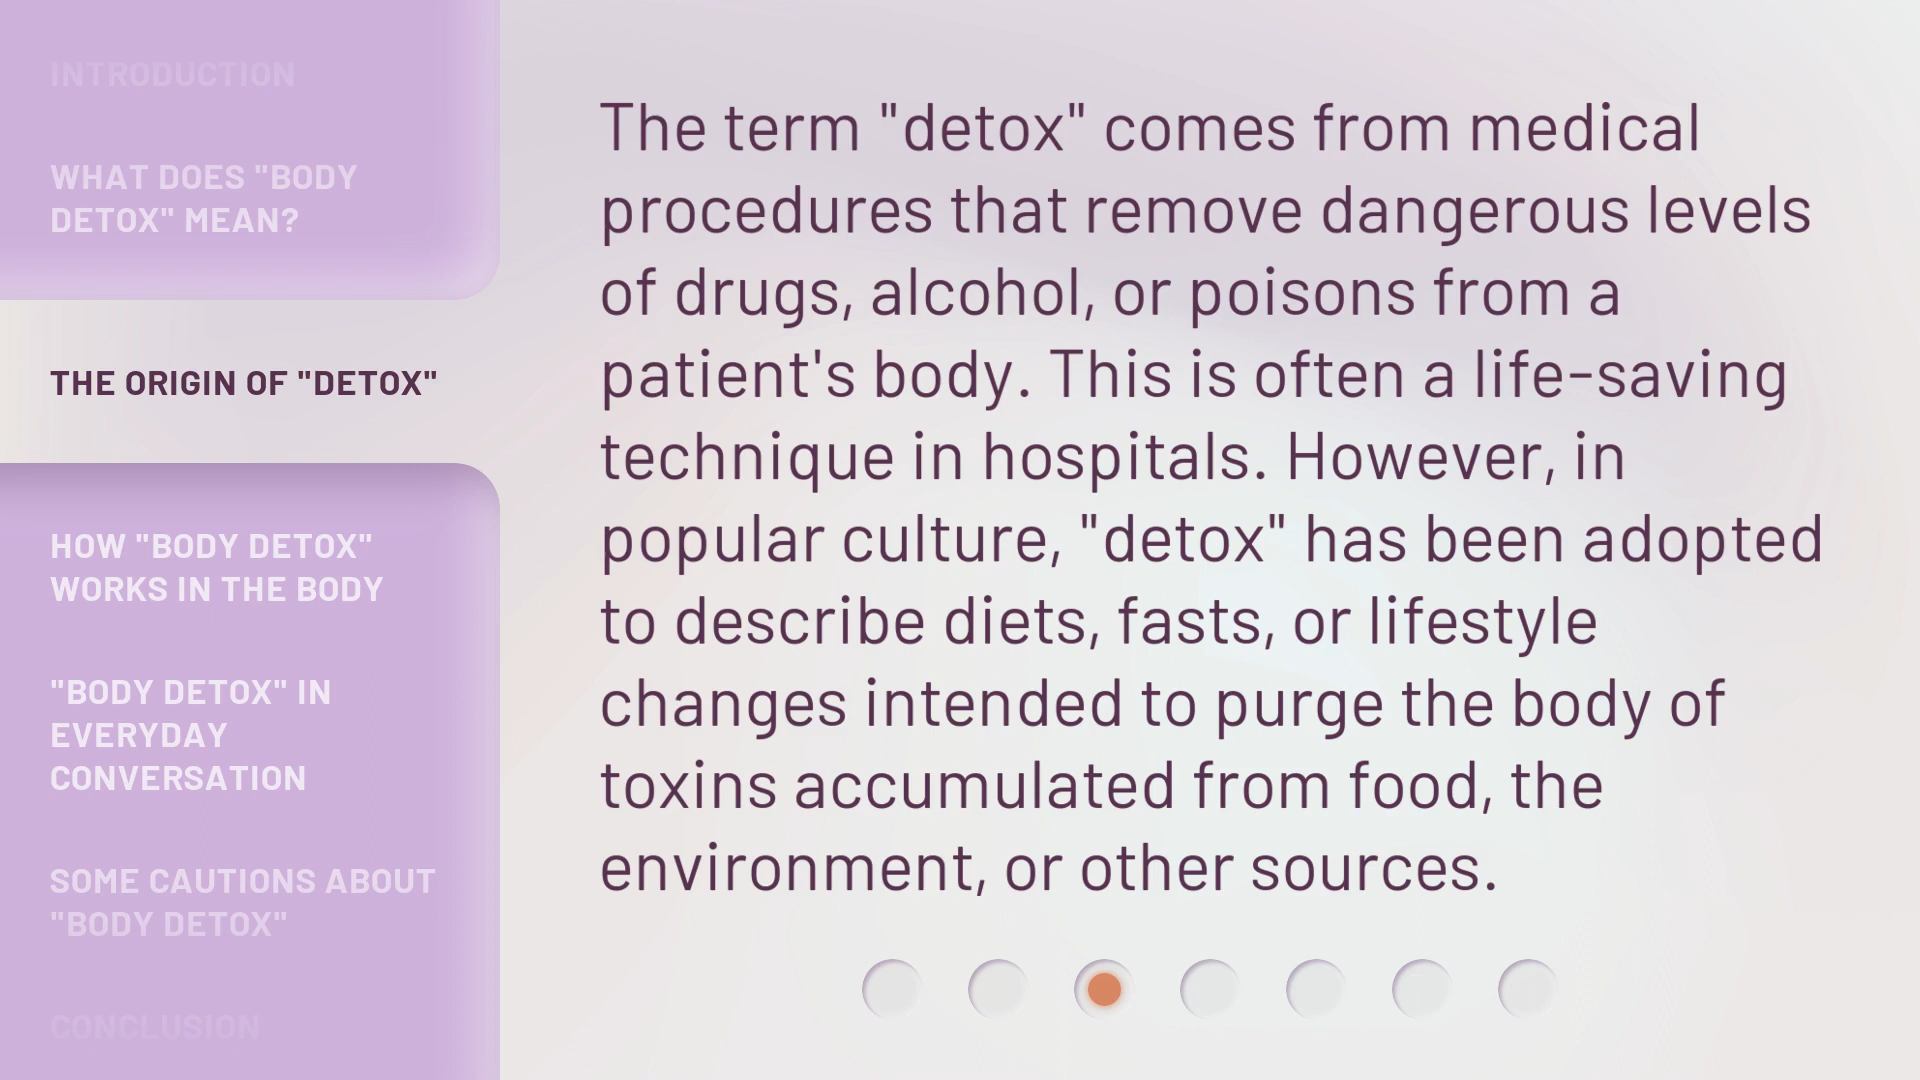 INTRODUCTION
WHAT DOES "BODY
DETOX" MEAN?
THE ORIGIN OF "DETOX"
HOW "BODY DETOX"
WORKS IN THE BODY
"BODY DETOX" IN
EVERYDAY
CONVERSATION
SOME CAUTIONS ABOUT
"BODY DETOX"
CONCLUSION
The term "detox" comes from medical
procedures that remove dangerous levels
of drugs, alcohol, or poisons from a
patient's body. This is often a life-saving
technique in hospitals. However, in
popular culture, "detox" has been adopted
to describe diets, fasts, or lifestyle
changes intended to purge the body of
toxins accumulated from food, the
environment, or other sources.